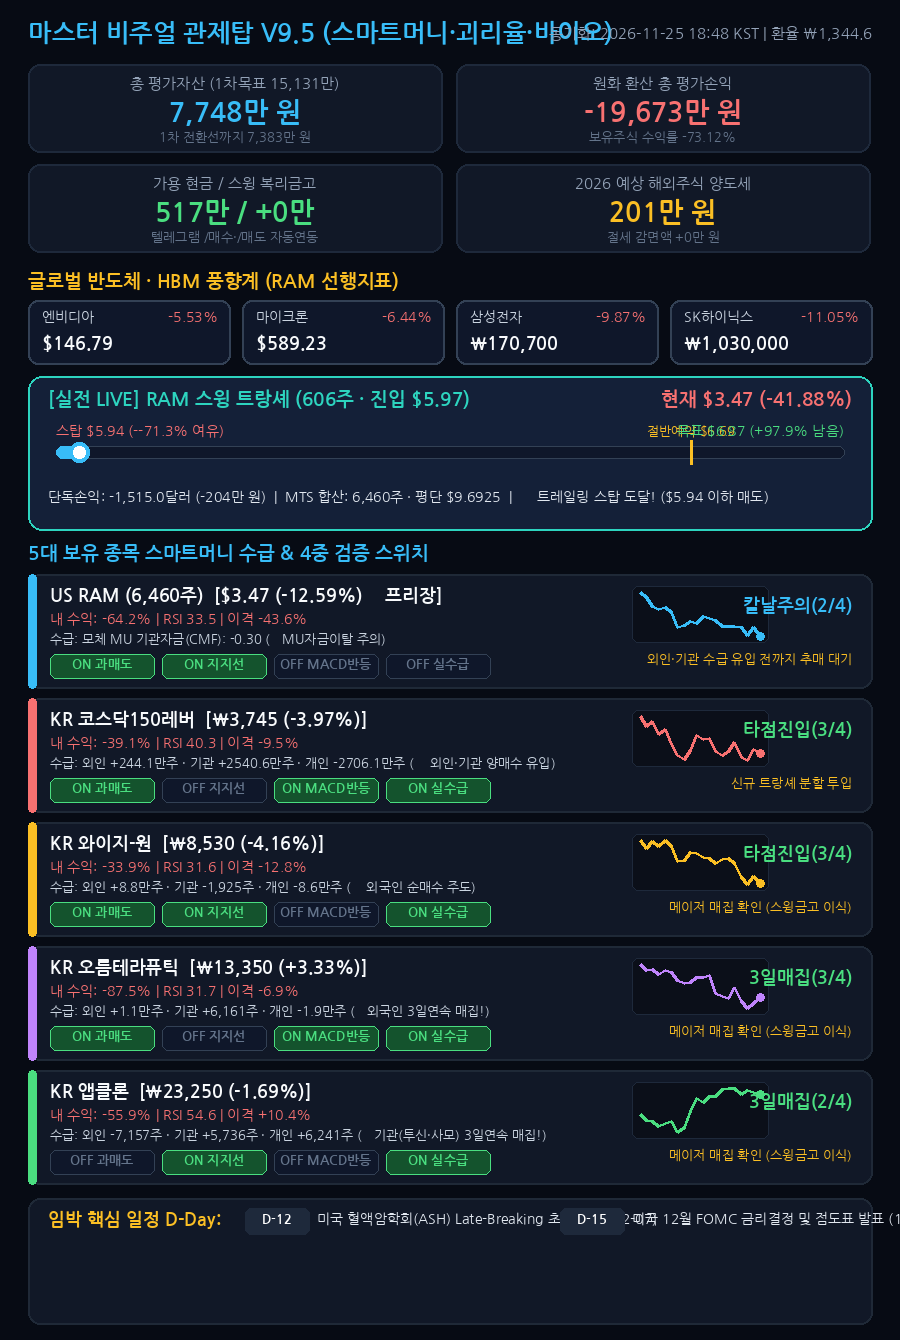 마스터 비주얼 관제탑 V9.5 (스마트머니·괴리율·바이오)
2026-11-25 18:48 KST | 환율 ₩1,344.6
총 평가자산 (1차목표 15,131만)
7,748만 원
1차 전환선까지 7,383만 원
원화 환산 총 평가손익
-19,673만 원
보유주식 수익률 -73.12%
가용 현금 / 스윙 복리금고
517만 / +0만
텔레그램 /매수·/매도 자동연동
2026 예상 해외주식 양도세
201만 원
절세 감면액 +0만 원
글로벌 반도체 · HBM 풍향계 (RAM 선행지표)
엔비디아 -5.53%
$146.79
마이크론 -6.44%
$589.23
삼성전자 -9.87%
₩170,700
SK하이닉스 -11.05%
₩1,030,000
[실전 LIVE] RAM 스윙 트랑셰 (606주 · 진입 $5.97)
현재 $3.47 (-41.88%)
스탑 $5.94 (--71.3% 여유)
(+97.9% 남음)
단독손익: -1,515.0달러 (-204만 원) | MTS 합산: 6,460주 · 평단 $9.6925 | 트레일링 스탑 도달! ($5.94 이하 매도)
5대 보유 종목 스마트머니 수급 & 4중 검증 스위치
US RAM (6,460주) [$3.47 (-12.59%) 프리장]
칼날주의(2/4)
내 수익: -64.2% | RSI 33.5 | 이격 -43.6%
수급: 모체 MU 기관자금(CMF): -0.30 ( MU자금이탈 주의)
외인·기관 수급 유입 전까지 추매 대기
ON 과매도 ON 지지선 OFF MACD반등 OFF 실수급
KR 코스닥150레버 [₩3,745 (-3.97%)]
타점진입(3/4)
내 수익: -39.1% | RSI 40.3 | 이격 -9.5%
수급: 외인 +244.1만주 · 기관 +2540.6만주 · 개인 -2706.1만주 ( 외인·기관 양매수 유입)
신규 트랑셰 분할 투입
ON 과매도 OFF 지지선 ON MACD반등 ON 실수급
KR 와이지-원 [₩8,530 (-4.16%)]
타점진입(3/4)
내 수익: -33.9% | RSI 31.6 | 이격 -12.8%
수급: 외인 +8.8만주 · 기관 -1,925주 · 개인 -8.6만주 ( 외국인 순매수 주도)
메이저 매집 확인 (스윙금고 이식)
ON 과매도 ON 지지선 OFF MACD반등 ON 실수급
KR 오름테라퓨틱 [₩13,350 (+3.33%)]
3일매집(3/4)
내 수익: -87.5% | RSI 31.7 | 이격 -6.9%
수급: 외인 +1.1만주 · 기관 +6,161주 · 개인 -1.9만주 ( 외국인 3일연속 매집!)
메이저 매집 확인 (스윙금고 이식)
ON 과매도 OFF 지지선 ON MACD반등 ON 실수급
KR 앱클론 [₩23,250 (-1.69%)]
3일매집(2/4)
내 수익: -55.9% | RSI 54.6 | 이격 +10.4%
수급: 외인 -7,157주 · 기관 +5,736주 · 개인 +6,241주 ( 기관(투신·사모) 3일연속 매집!)
메이저 매집 확인 (스윙금고 이식)
OFF 과매도 ON 지지선 OFF MACD반등 ON 실수급
임박 핵심 일정 D-Day:
D-12 미국 혈액암학회(ASH) Late-Breaking 초
D-15 12월 FOMC 금리결정 및 점도표 발표 (1